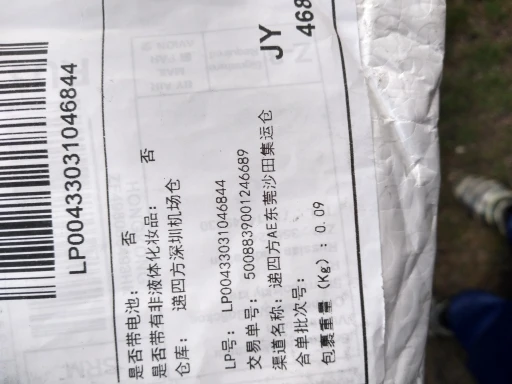 LP00433031046844
是否带电池: 否
是否带有非液体化妆品: 否
仓库: 递四方深圳机场仓
LP号: LP00433031046844
交易单号: 5008839001246689
渠道名称: 递四方AE东莞沙田集运仓
合单批次号:
包裹重量(Kg): 0.09
JY
468